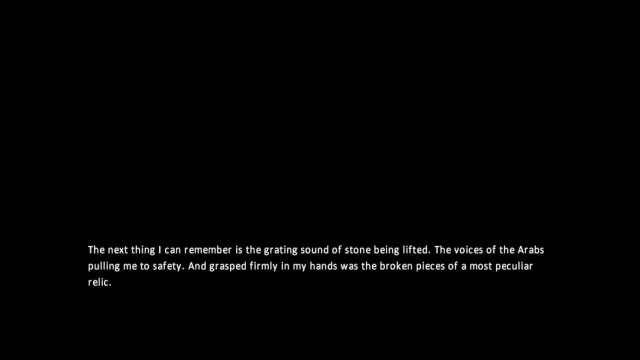 The next thing I can remember is the grating sound of stone being lifted. The voices of the Arabs
pulling me to safety. And grasped firmly in my hands was the broken pieces of a most peculiar
relic.